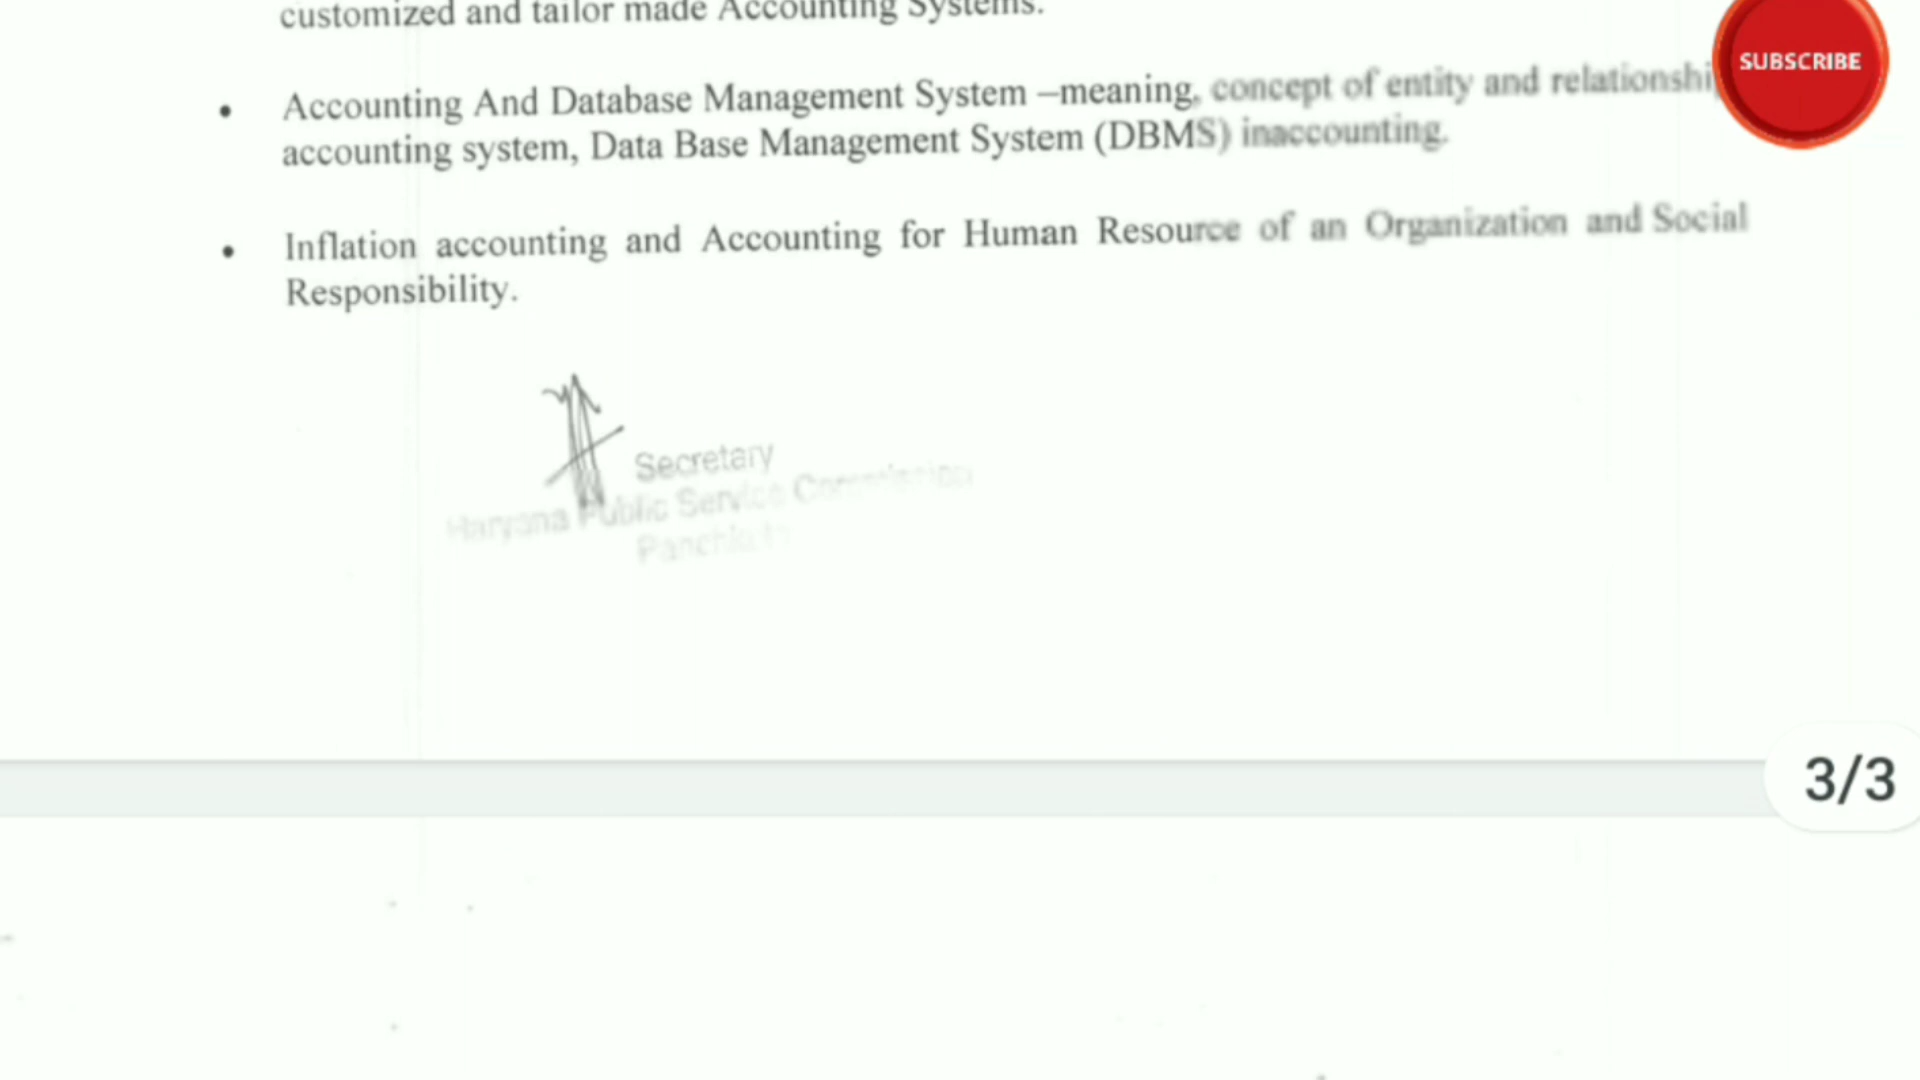 customized and tailor made Accounting Systems.
• Accounting And Database Management System –meaning, concept of entity and
accounting system, Data Base Management System (DBMS) inaccounting.
• Inflation accounting and Accounting for Human Resource of an Organization and Social
Responsibility.
SUBSCRIBE
Secretary
Haryana Public Service Commission
3/3